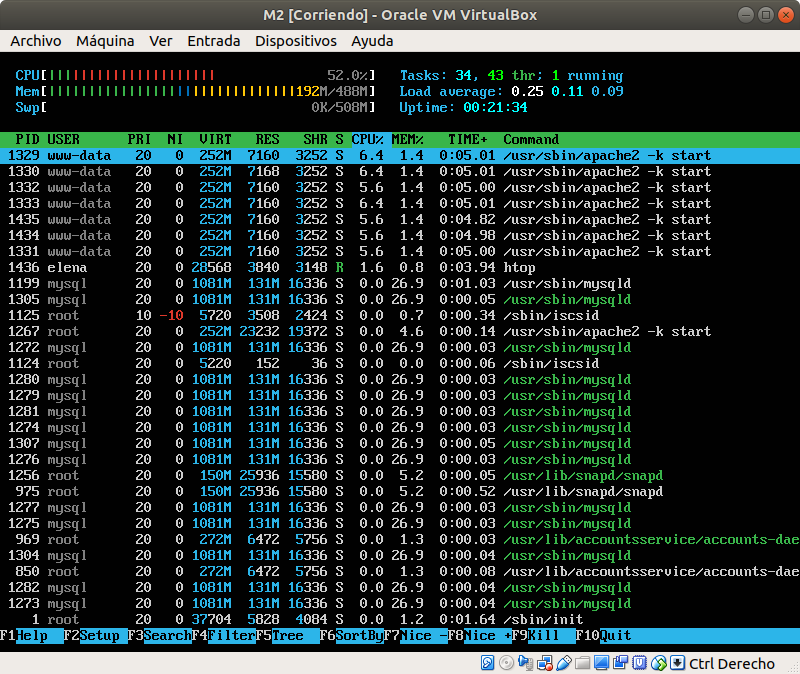 M2 [Corriendo] - Oracle VM VirtualBox
Archivo Máquina Ver Entrada Dispositivos Ayuda
CPU[||||||||||||||||||||| 52.0%] Tasks: 34, 43 thr; 1 running
Mem[|||||||||||||||||||||||||||||||192M/488M] Load average: 0.25 0.11 0.09
Swp[ 0K/508M] Uptime: 00:21:34
PID USER PRI NI VIRT RES SHR S CPU% MEM% TIME+ Command
1329 www-data 20 0 252M 7160 3252 S 6.4 1.4 0:05.01 /usr/sbin/apache2 -k start
1330 www-data 20 0 252M 7168 3252 S 6.4 1.4 0:05.01 /usr/sbin/apache2 -k start
1332 www-data 20 0 252M 7160 3252 S 5.6 1.4 0:05.00 /usr/sbin/apache2 -k start
1333 www-data 20 0 252M 7160 3252 S 6.4 1.4 0:05.01 /usr/sbin/apache2 -k start
1435 www-data 20 0 252M 7160 3252 S 5.6 1.4 0:04.82 /usr/sbin/apache2 -k start
1434 www-data 20 0 252M 7160 3252 S 5.6 1.4 0:04.98 /usr/sbin/apache2 -k start
1331 www-data 20 0 252M 7160 3252 S 5.6 1.4 0:05.00 /usr/sbin/apache2 -k start
1436 elena 20 0 28568 3840 3148 R 1.6 0.8 0:03.94 htop
1199 mysql 20 0 1081M 131M 16336 S 0.0 26.9 0:01.03 /usr/sbin/mysqld
1305 mysql 20 0 1081M 131M 16336 S 0.0 26.9 0:00.05 /usr/sbin/mysqld
1125 root 10 -10 5720 3508 2424 S 0.0 0.7 0:00.34 /sbin/iscsid
1267 root 20 0 252M 23232 19372 S 0.0 4.6 0:00.14 /usr/sbin/apache2 -k start
1272 mysql 20 0 1081M 131M 16336 S 0.0 26.9 0:00.03 /usr/sbin/mysqld
1124 root 20 0 5220 152 36 S 0.0 0.0 0:00.06 /sbin/iscsid
1280 mysql 20 0 1081M 131M 16336 S 0.0 26.9 0:00.03 /usr/sbin/mysqld
1279 mysql 20 0 1081M 131M 16336 S 0.0 26.9 0:00.03 /usr/sbin/mysqld
1281 mysql 20 0 1081M 131M 16336 S 0.0 26.9 0:00.03 /usr/sbin/mysqld
1274 mysql 20 0 1081M 131M 16336 S 0.0 26.9 0:00.03 /usr/sbin/mysqld
1307 mysql 20 0 1081M 131M 16336 S 0.0 26.9 0:00.05 /usr/sbin/mysqld
1276 mysql 20 0 1081M 131M 16336 S 0.0 26.9 0:00.03 /usr/sbin/mysqld
1256 root 20 0 150M 25936 15580 S 0.0 5.2 0:00.05 /usr/lib/snapd/snapd
975 root 20 0 150M 25936 15580 S 0.0 5.2 0:00.52 /usr/lib/snapd/snapd
1277 mysql 20 0 1081M 131M 16336 S 0.0 26.9 0:00.03 /usr/sbin/mysqld
1275 mysql 20 0 1081M 131M 16336 S 0.0 26.9 0:00.03 /usr/sbin/mysqld
969 root 20 0 272M 6472 5756 S 0.0 1.3 0:00.03 /usr/lib/accountsservice/accounts-dae
1304 mysql 20 0 1081M 131M 16336 S 0.0 26.9 0:00.04 /usr/sbin/mysqld
850 root 20 0 272M 6472 5756 S 0.0 1.3 0:00.08 /usr/lib/accountsservice/accounts-dae
1282 mysql 20 0 1081M 131M 16336 S 0.0 26.9 0:00.04 /usr/sbin/mysqld
1273 mysql 20 0 1081M 131M 16336 S 0.0 26.9 0:00.04 /usr/sbin/mysqld
1 root 20 0 37704 5828 4084 S 0.0 1.2 0:01.64 /sbin/init
F1Help F2Setup F3SearchF4FilterF5Tree F6SortByF7Nice -F8Nice +F9Kill F10Quit
Ctrl Derecho